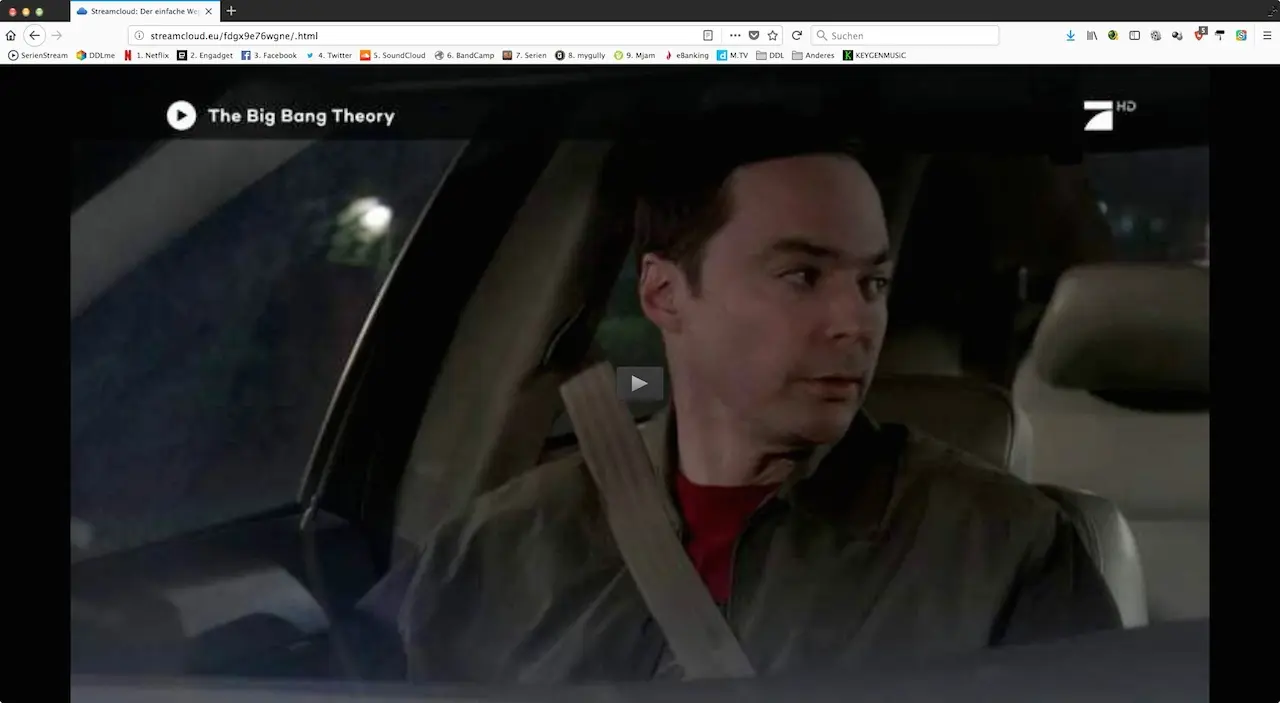 Streamcloud: Der einfache We
streamcloud.eu/fdgx9e76wgne/.html
Suchen
SerienStream DDLme 1. Netflix 2. Engadget 3. Facebook 4. Twitter 5. SoundCloud 6. BandCamp 7. Serien 8. mygully 9. Mjam eBanking M.TV DDL Anderes KEYGENMUSiC
The Big Bang Theory
7 HD